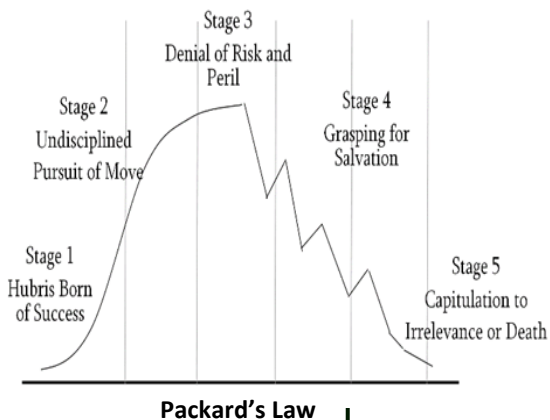 Stage 1
Hubris Born
of Success
Stage 2
Undisciplined
Pursuit of Move
Stage 3
Denial of Risk and
Peril
Stage 4
Grasping for
Salvation
Stage 5
Capitulation to
Irrelevance or Death
Packard's Law